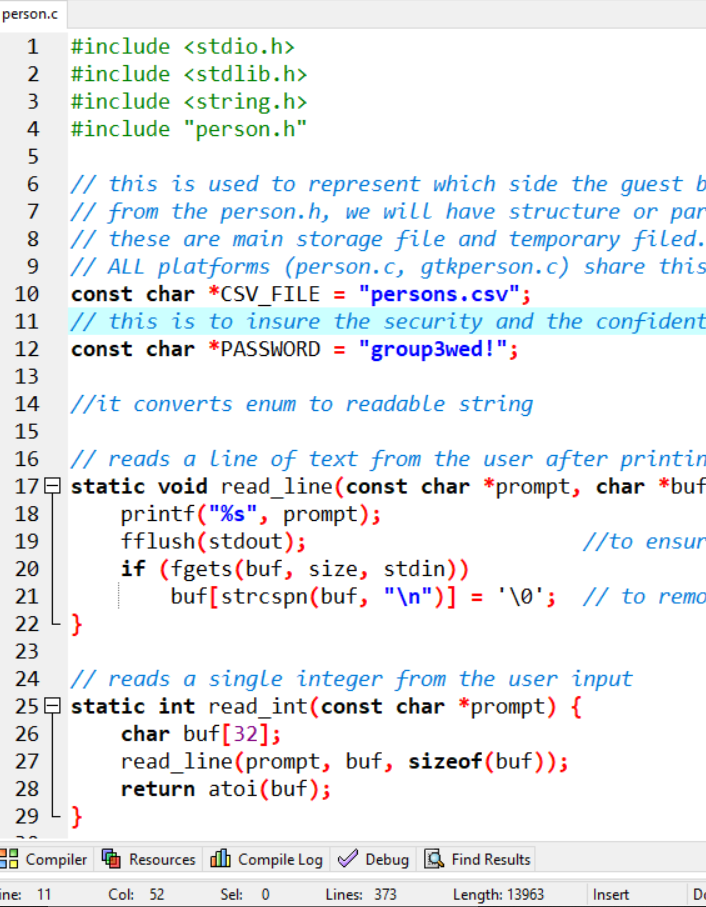 person.c
1 #include <stdio.h>
2 #include <stdlib.h>
3 #include <string.h>
4 #include "person.h"
5
6 // this is used to represent which side the guest b
7 // from the person.h, we will have structure or par
8 // these are main storage file and temporary filed.
9 // ALL platforms (person.c, gtkperson.c) share this
10 const char *CSV_FILE = "persons.csv";
11 // this is to insure the security and the confident
12 const char *PASSWORD = "group3wed!";
13
14 //it converts enum to readable string
15
16 // reads a line of text from the user after printin
17 static void read_line(const char *prompt, char *buf
18 printf("%s", prompt);
19 fflush(stdout); //to ensur
20 if (fgets(buf, size, stdin))
21 buf[strcspn(buf, "\n")] = '\0'; // to remo
22 }
23
24 // reads a single integer from the user input
25 static int read_int(const char *prompt) {
26 char buf[32];
27 read_line(prompt, buf, sizeof(buf));
28 return atoi(buf);
29 }
Compiler Resources Compile Log Debug Find Results
ine: 11 Col: 52 Sel: 0 Lines: 373 Length: 13963 Insert